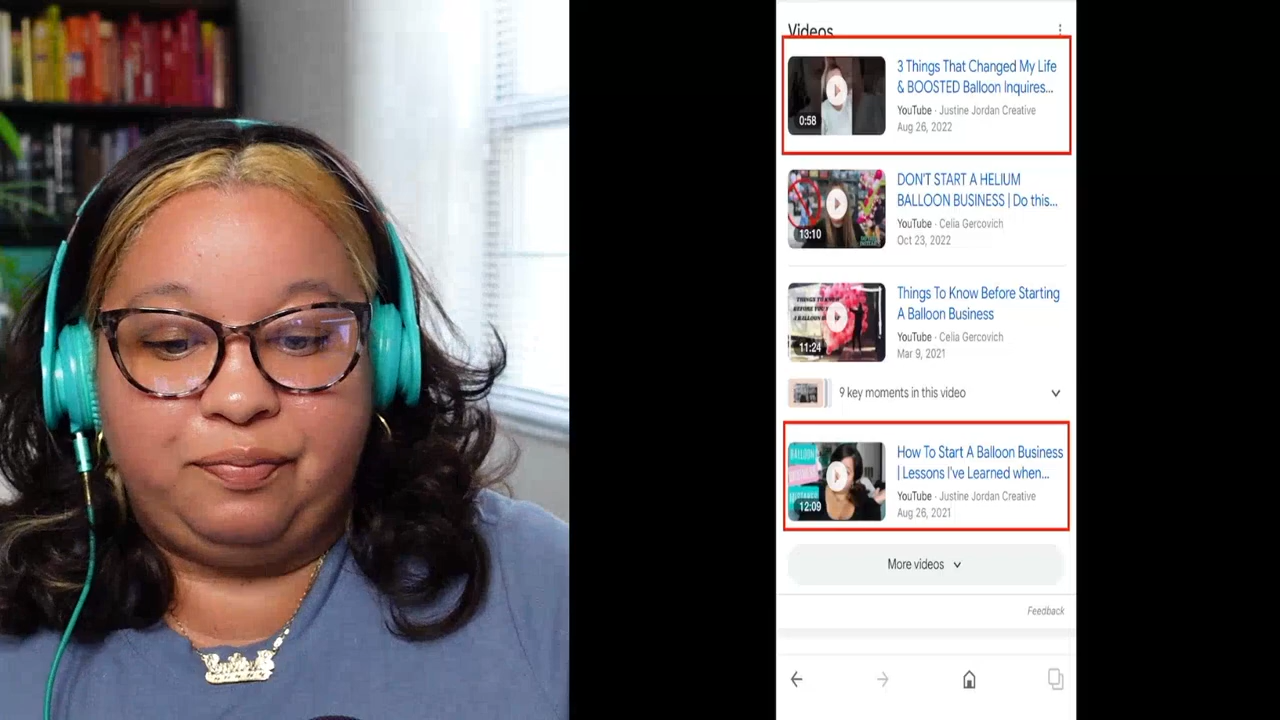 Videos
3 Things That Changed My Life
& BOOSTED Balloon Inquires...
YouTube · Justine Jordan Creative
Aug 26, 2022
0:58
DON'T START A HELIUM
BALLOON BUSINESS | Do this...
YouTube · Celia Gercovich
Oct 23, 2022
13:10
Things To Know Before Starting
A Balloon Business
YouTube · Celia Gercovich
Mar 9, 2021
11:24
9 key moments in this video
How To Start A Balloon Business
| Lessons I've Learned when...
YouTube · Justine Jordan Creative
Aug 26, 2021
BALLOON
12:09
More videos
Feedback